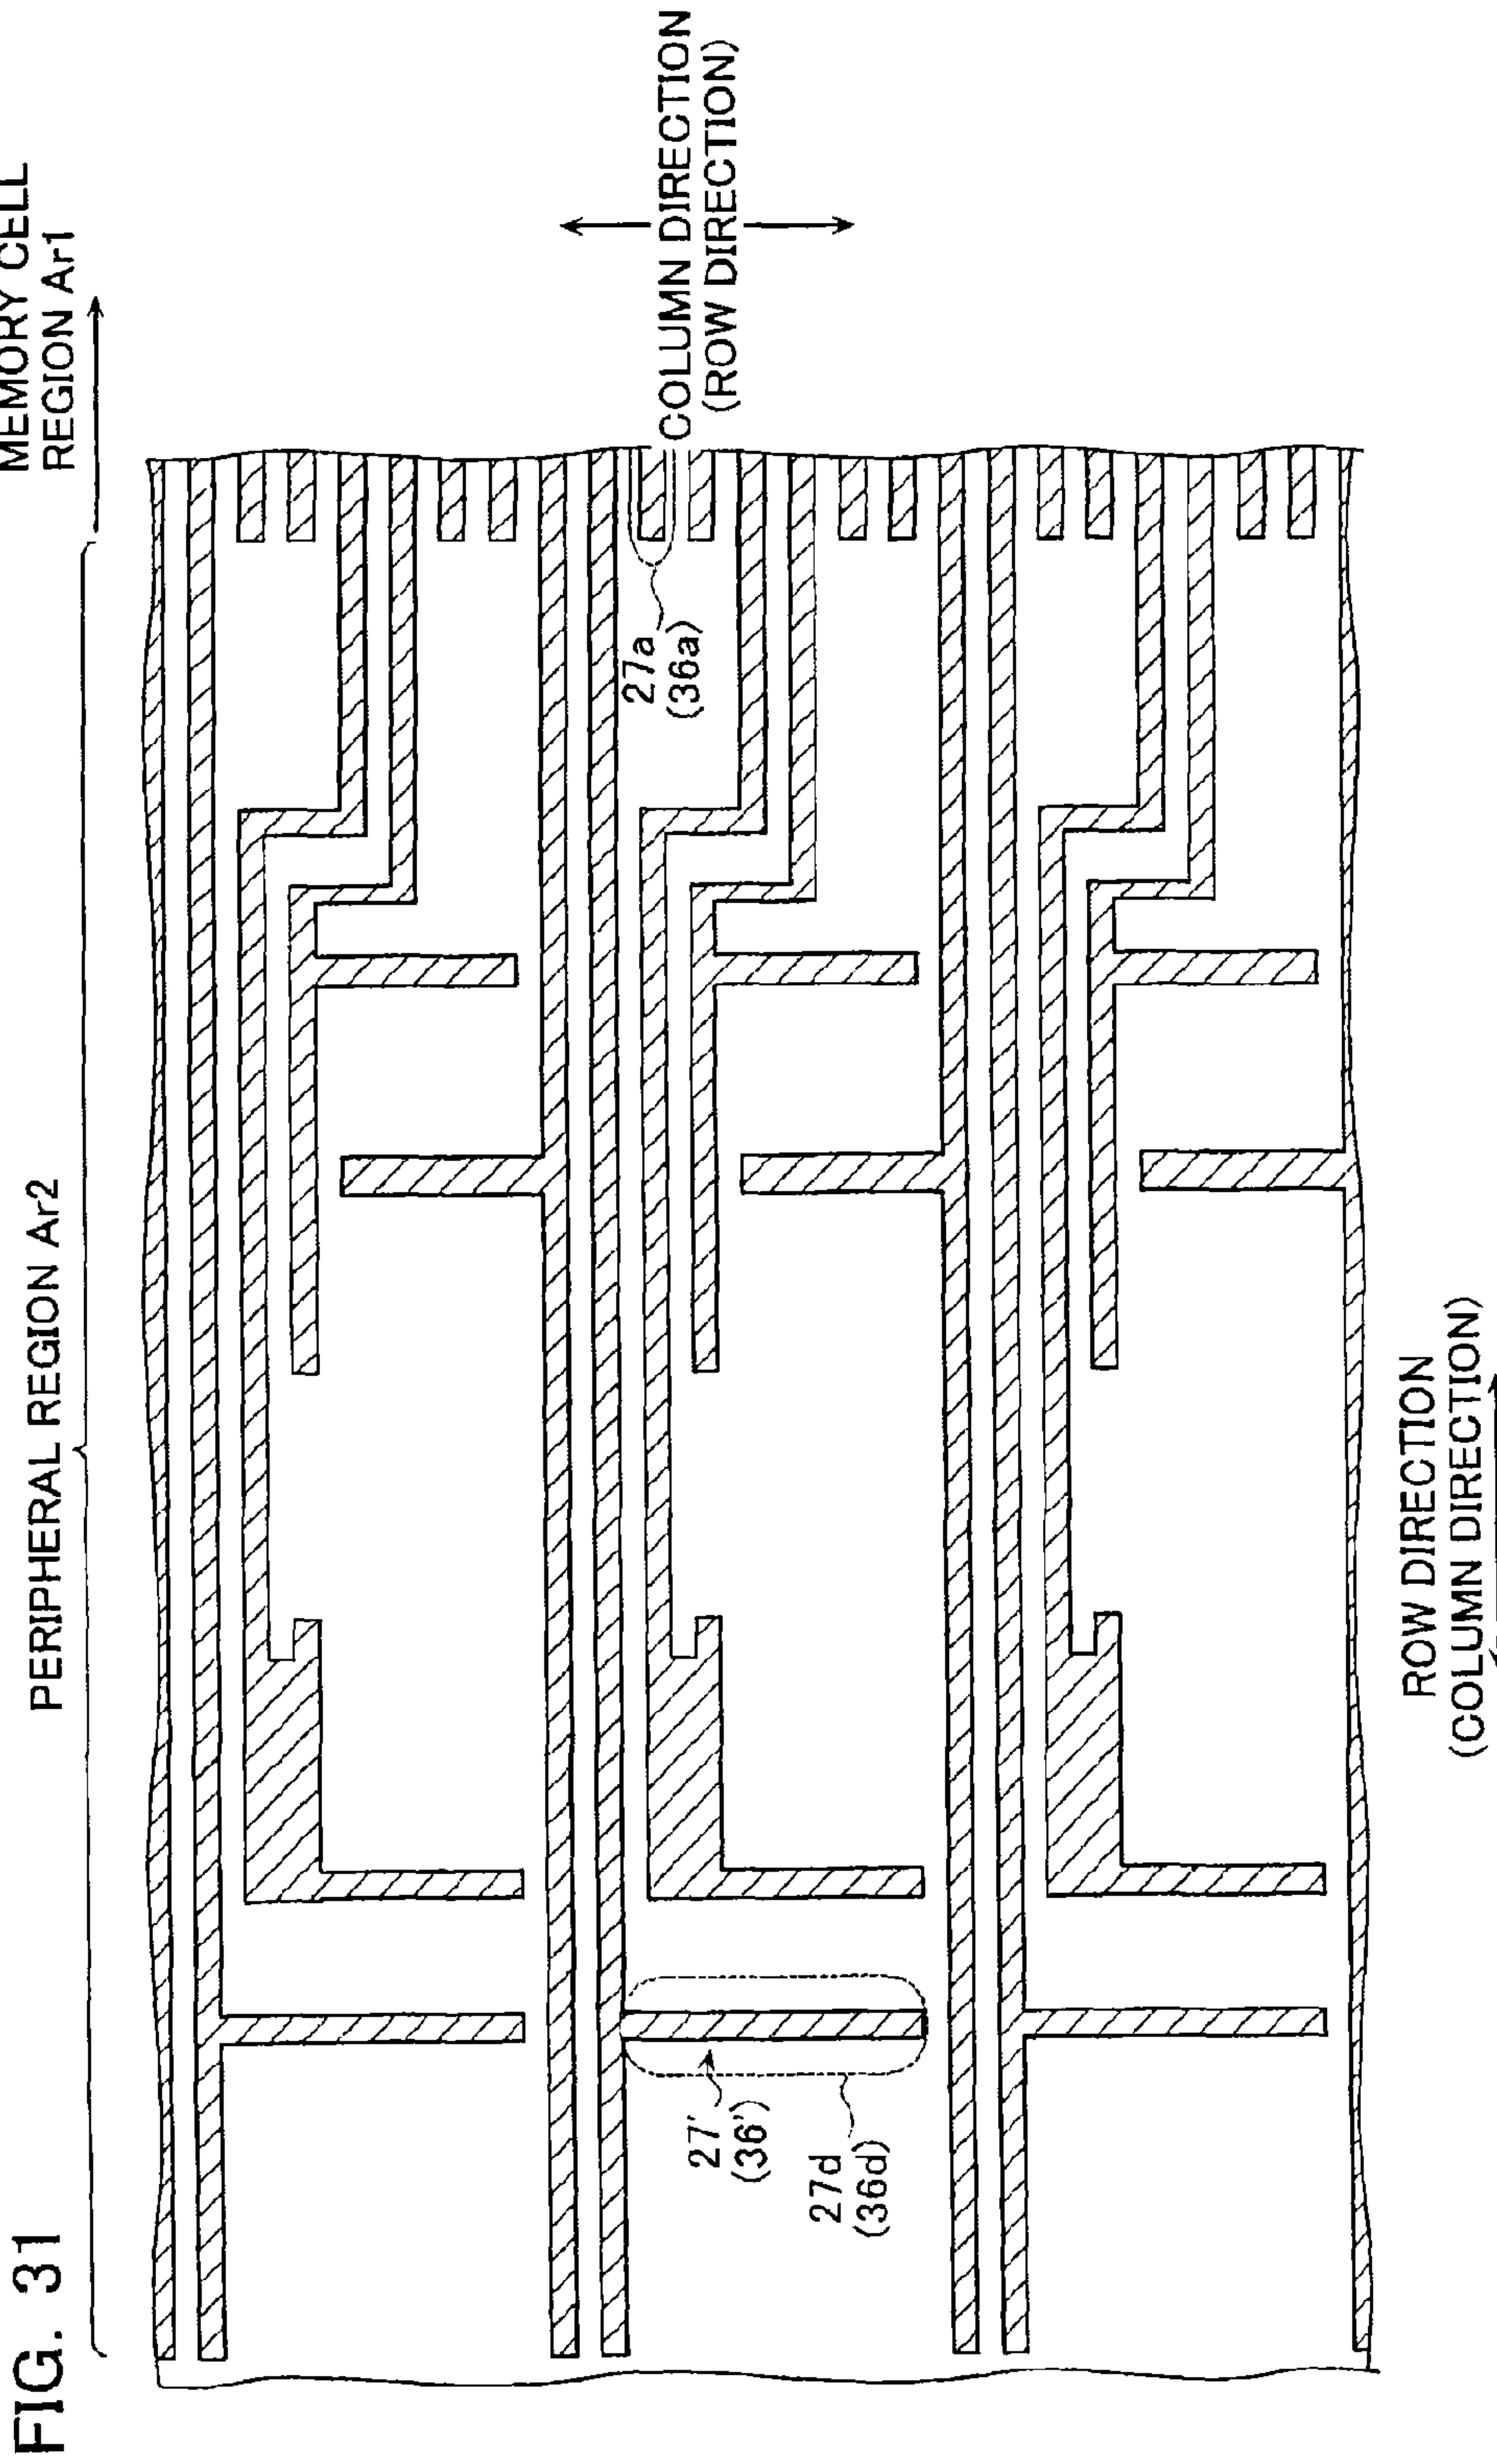 FIG. 31
PERIPHERAL REGION Ar2
MEMORY CELL
REGION Ar1
27a
(36a)
COLUMN DIRECTION
(ROW DIRECTION)
27'
(36')
27d
(36d)
ROW DIRECTION
(COLUMN DIRECTION)